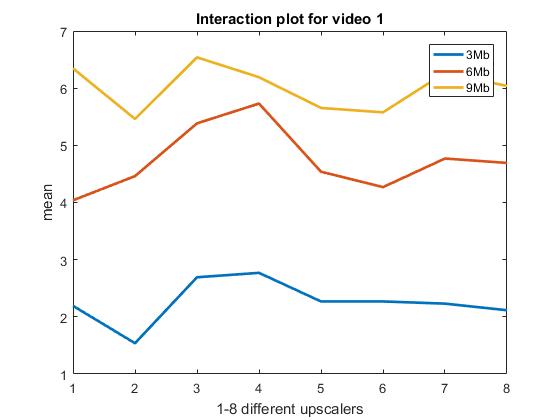 Interaction plot for video 1
7
6
5
4
3
2
1
mean
3Mb
6Mb
9Mb
1 2 3 4 5 6 7 8
1-8 different upscalers